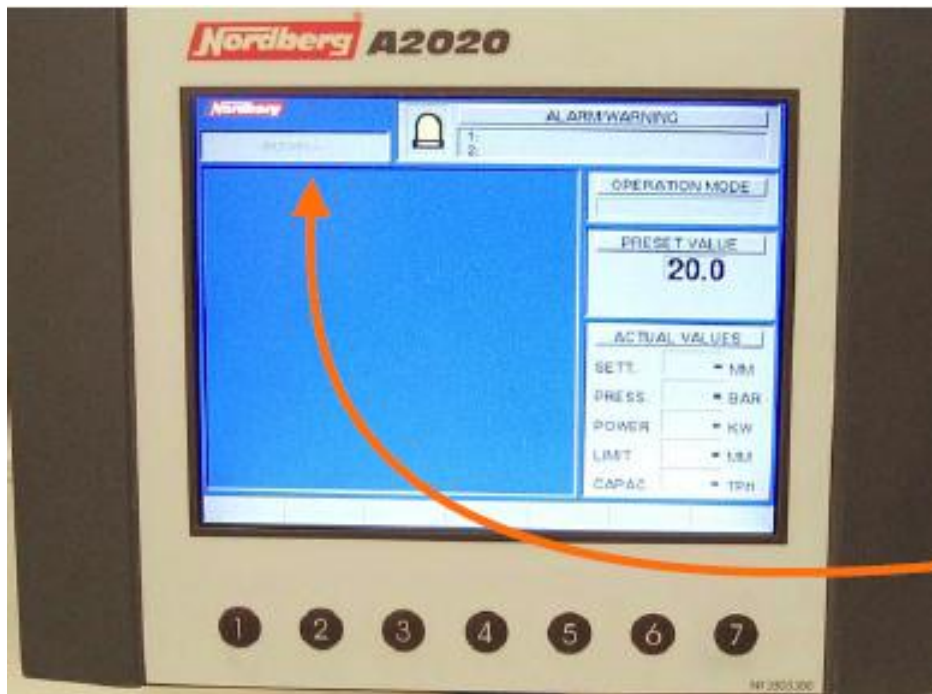 Nordberg A2020
Nordberg
ALARM/WARNING
1:
2:
OPERATION MODE
PRESET VALUE
20.0
ACTUAL VALUES
SETT. - MM
PRESS. - BAR
POWER - KW
LIMIT - MM
CAPAC. - TPH
1 2 3 4 5 6 7